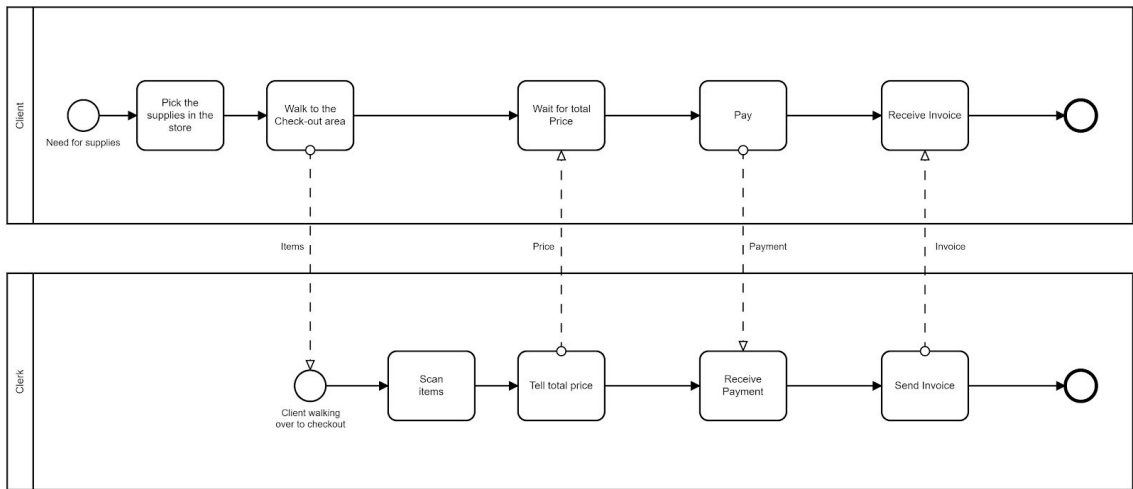 Client
Need for supplies
Pick the
supplies in the
store
Walk to the
Check-out area
Wait for total
Price
Pay
Receive Invoice
Items
Price
Payment
Invoice
Clerk
Client walking
over to checkout
Scan
items
Tell total price
Receive
Payment
Send Invoice